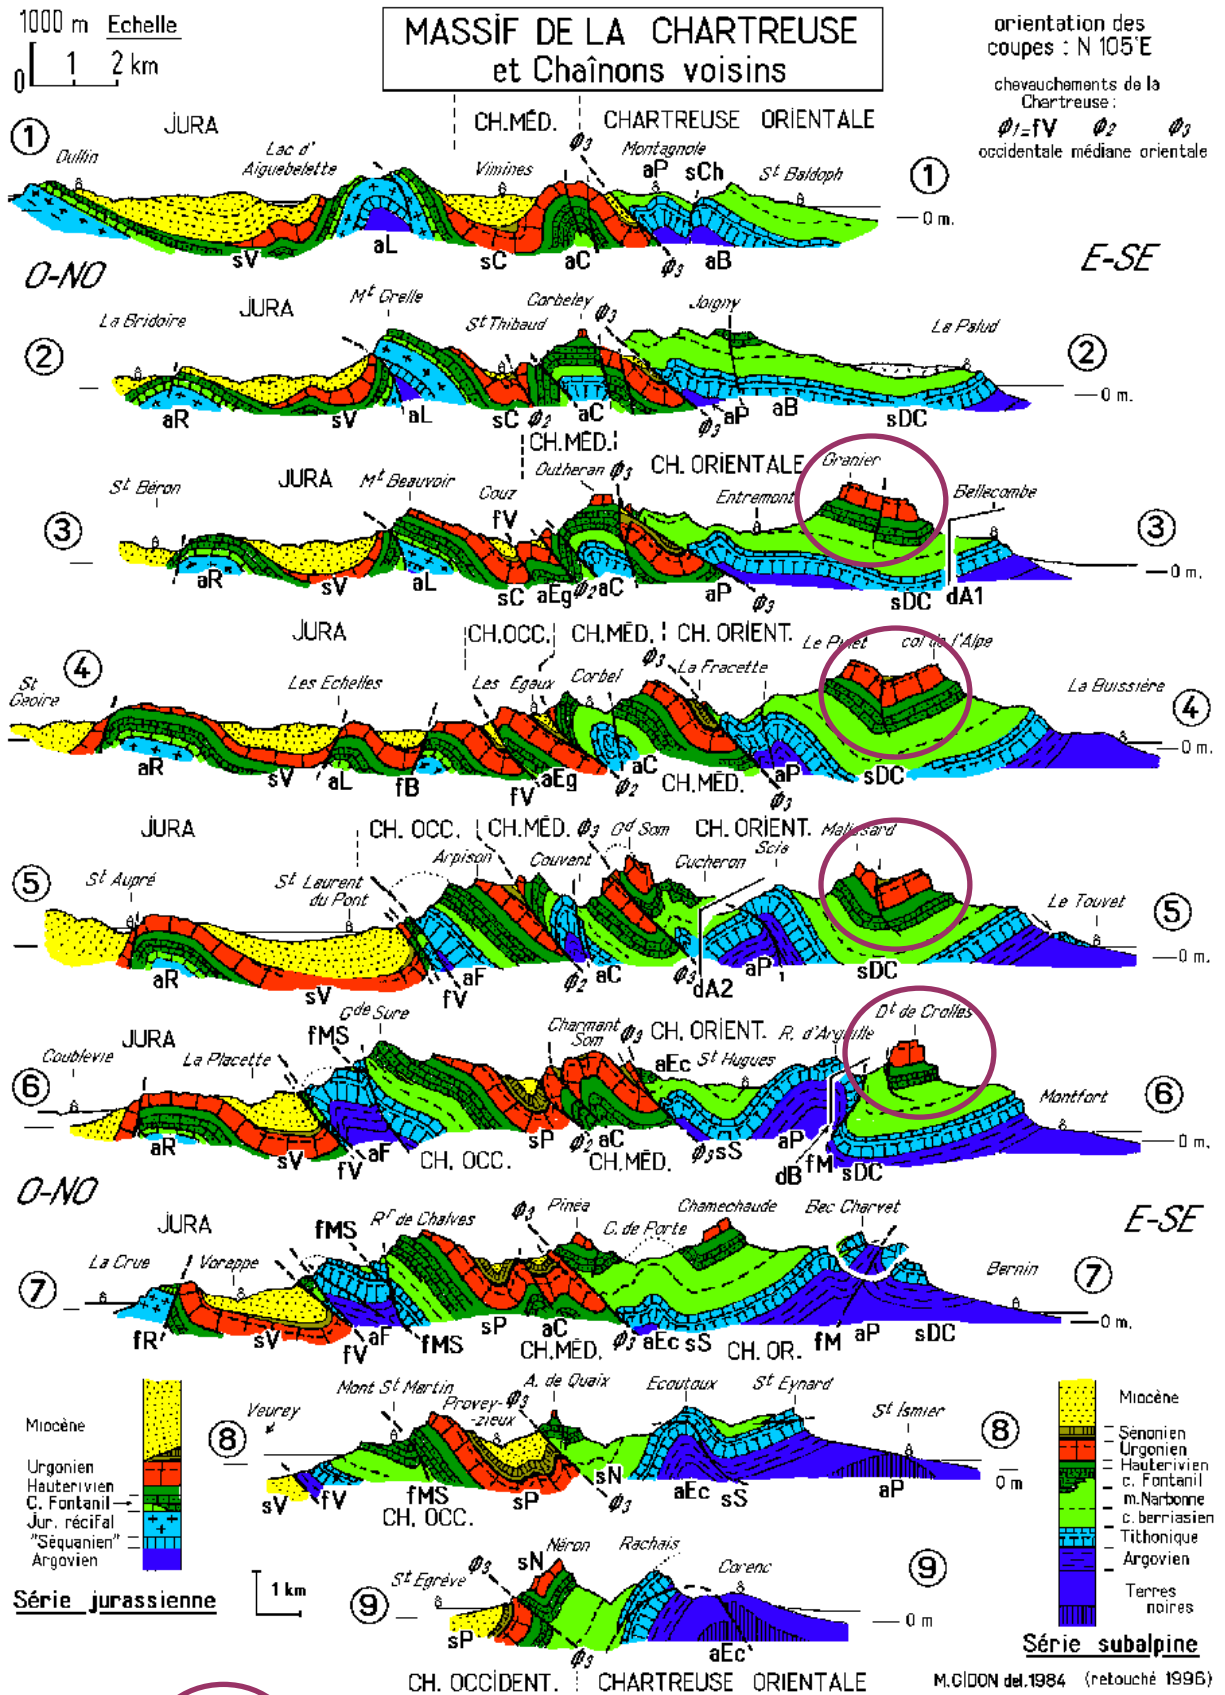 1000 m Echelle
0 1 2 km
MASSIF DE LA CHARTREUSE
et Chaînons voisins
orientation des
coupes : N 105°E
chevauchements de la
Chartreuse :
ϕ1=fV ϕ2 ϕ3
occidentale médiane orientale
JURA CH.MÉD. CHARTREUSE ORIENTALE
1 Dullin Lac d'
Aiguebelette Vimines ϕ3 Montagnole St Baldoph 1
aP sCh
0 m.
sV aL sC aC ϕ3 aB
O-NO E-SE
JURA
La Bridoire Mt Grelle St Thibaud Corbeley ϕ3 Joigny La Palud
2 2
0 m.
aR sV aL sC ϕ2 aC ϕ3 aP aB sDC
CH.MÉD.
JURA CH. ORIENTALE
St Béron Mt Beauvoir Couz Outheran ϕ3 Entremont Granier Bellecombe
fV
3 3
0 m.
aR sV aL sC aEg ϕ2 aC aP ϕ3 sDC dA1
JURA CH.OCC. CH.MÉD. CH. ORIENT.
St
Geoire Les Echelles Les Egaux Corbel ϕ3 La Fracette Le Pinet col de l'Alpe La Buissière
4 4
0 m.
aR sV aL fB fV aEg ϕ2 aC CH.MÉD. aP ϕ3 sDC
JURA CH. OCC. CH.MÉD. ϕ3 CH. ORIENT.
St Aupré St Laurent
du Pont Arpison Couvent Gd Som Cucheron Scia Malissard Le Touvet
5 5
0 m.
aR sV fV aF ϕ2 aC ϕ3 dA2 aP sDC
JURA CH. ORIENT.
Coublevie La Placette fMS Gde Sure Charmant
Som ϕ3 aEc St Hugues R. d'Arguille Dt de Crolles Montfort
6 6
0 m.
aR sV fV aF CH. OCC. sP ϕ2 aC CH.MÉD. ϕ3 sS aP dB fM sDC
O-NO E-SE
JURA
La Crue Voreppe fMS Rr de Chalves ϕ3 Pinéa C. de Porte Chamechaude Bec Charvet Bernin
7 7
0 m.
fR sV fV aF fMS sP aC CH.MÉD. ϕ3 aEc sS CH. OR. fM aP sDC
Veurey Mont St Martin Provey-
-zieux ϕ3 A. de Quaix Ecoutoux St Eynard St Ismier
8 8
0 m
sV fV fMS CH. OCC. sP sN ϕ3 aEc sS aP
St Egrève ϕ3 sN Néron Rachais Corenc
9 9
0 m
sP ϕ3 aEc
CH. OCCIDENT. CHARTREUSE ORIENTALE
Miocène
Urgonien
Hauterivien
C. Fontanil
Jur. récifal
"Séquanien"
Argovien
Série jurassienne
1 km
Miocène
Sénonien
Urgonien
Hauterivien
c. Fontanil
m.Narbonne
c.berriasien
Tithonique
Argovien
Terres
noires
Série subalpine
M.GIDON del.1984 (retouché 1996)